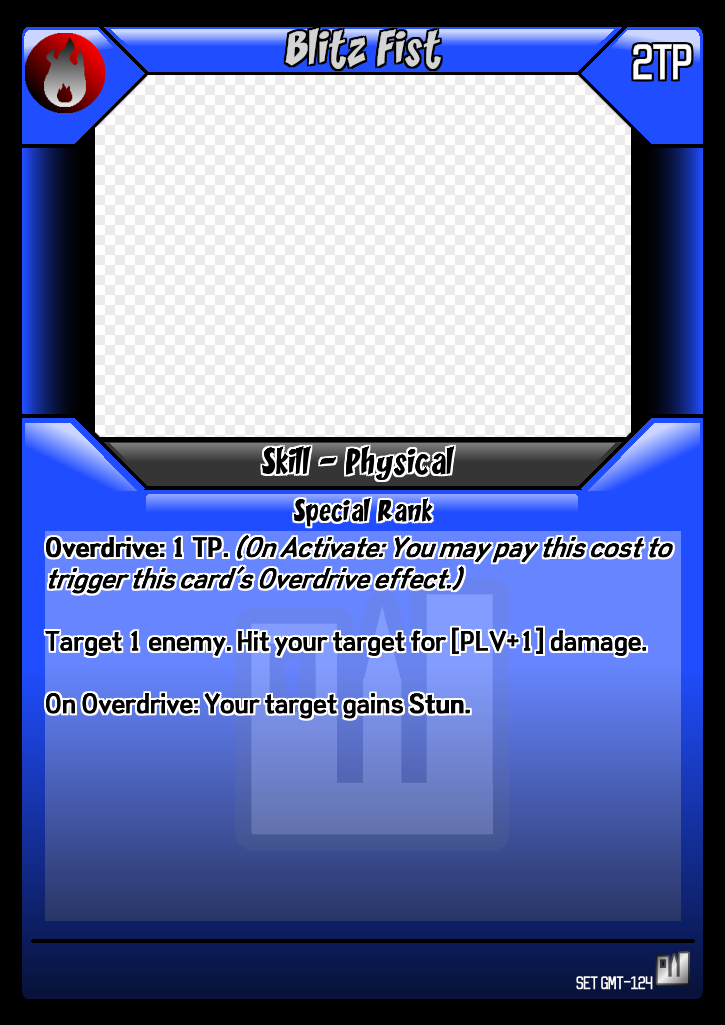 Blitz Fist
2TP
Skill - Physical
Special Rank
Overdrive: 1 TP. (On Activate: You may pay this cost to
trigger this card's Overdrive effect.)
Target 1 enemy. Hit your target for [PLV+1] damage.
On Overdrive: Your target gains Stun.
SET GMT-124